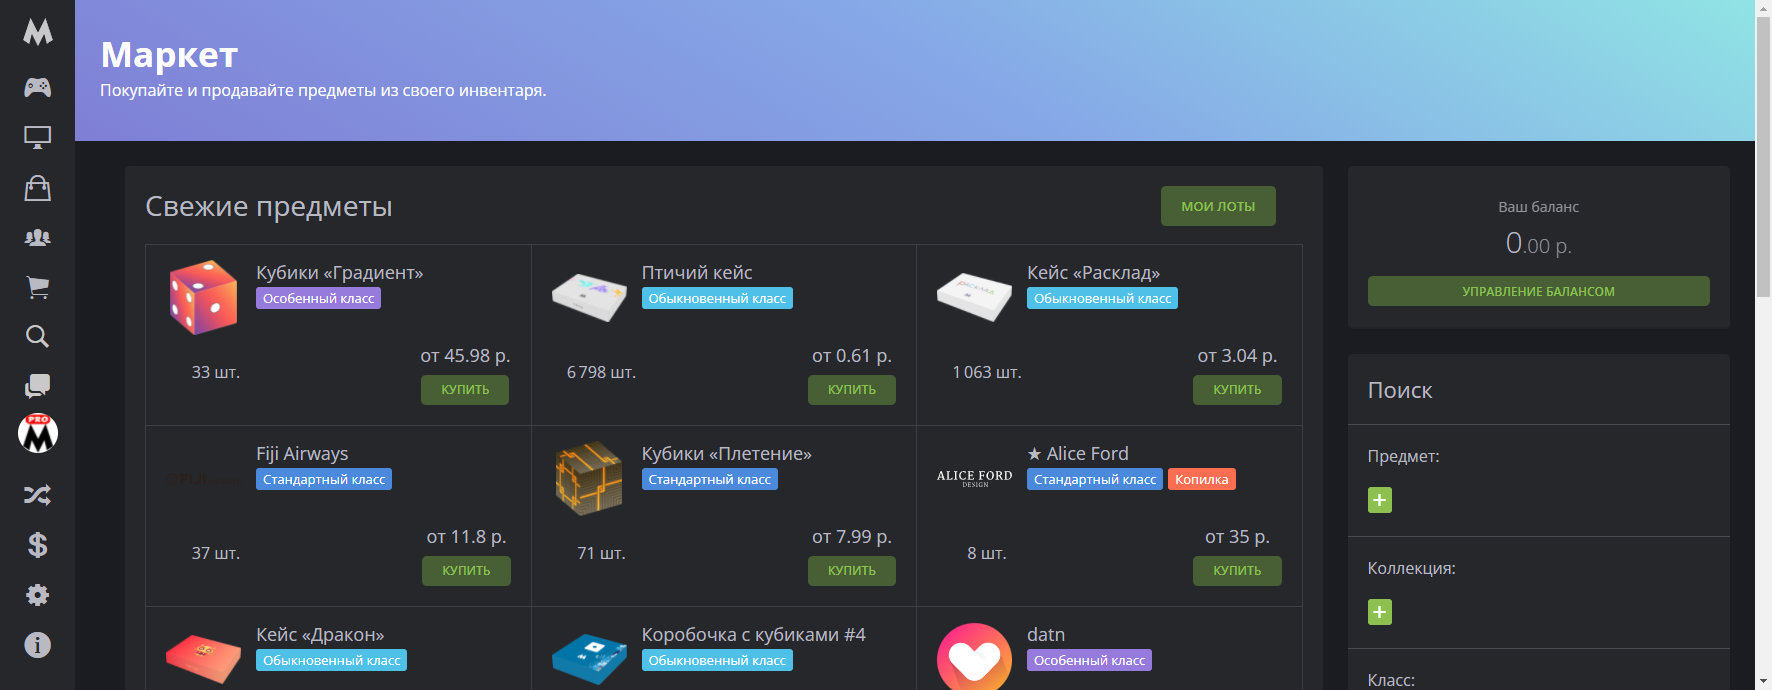 Маркет
Покупайте и продавайте предметы из своего инвентаря.
PRO
Свежие предметы
МОИ ЛОТЫ
Кубики «Градиент»
Особенный класс
33 шт.
от 45.98 р.
КУПИТЬ
Птичий кейс
Обыкновенный класс
6 798 шт.
от 0.61 р.
КУПИТЬ
Кейс «Расклад»
Обыкновенный класс
1 063 шт.
от 3.04 р.
КУПИТЬ
Fiji Airways
Стандартный класс
37 шт.
от 11.8 р.
КУПИТЬ
Кубики «Плетение»
Стандартный класс
71 шт.
от 7.99 р.
КУПИТЬ
ALICE FORD
DESIGN
★ Alice Ford
Стандартный класс Копилка
8 шт.
от 35 р.
КУПИТЬ
Кейс «Дракон»
Обыкновенный класс
Коробочка с кубиками #4
Обыкновенный класс
datn
Особенный класс
Ваш баланс
0.00 р.
УПРАВЛЕНИЕ БАЛАНСОМ
Поиск
Предмет:
Коллекция:
Класс: